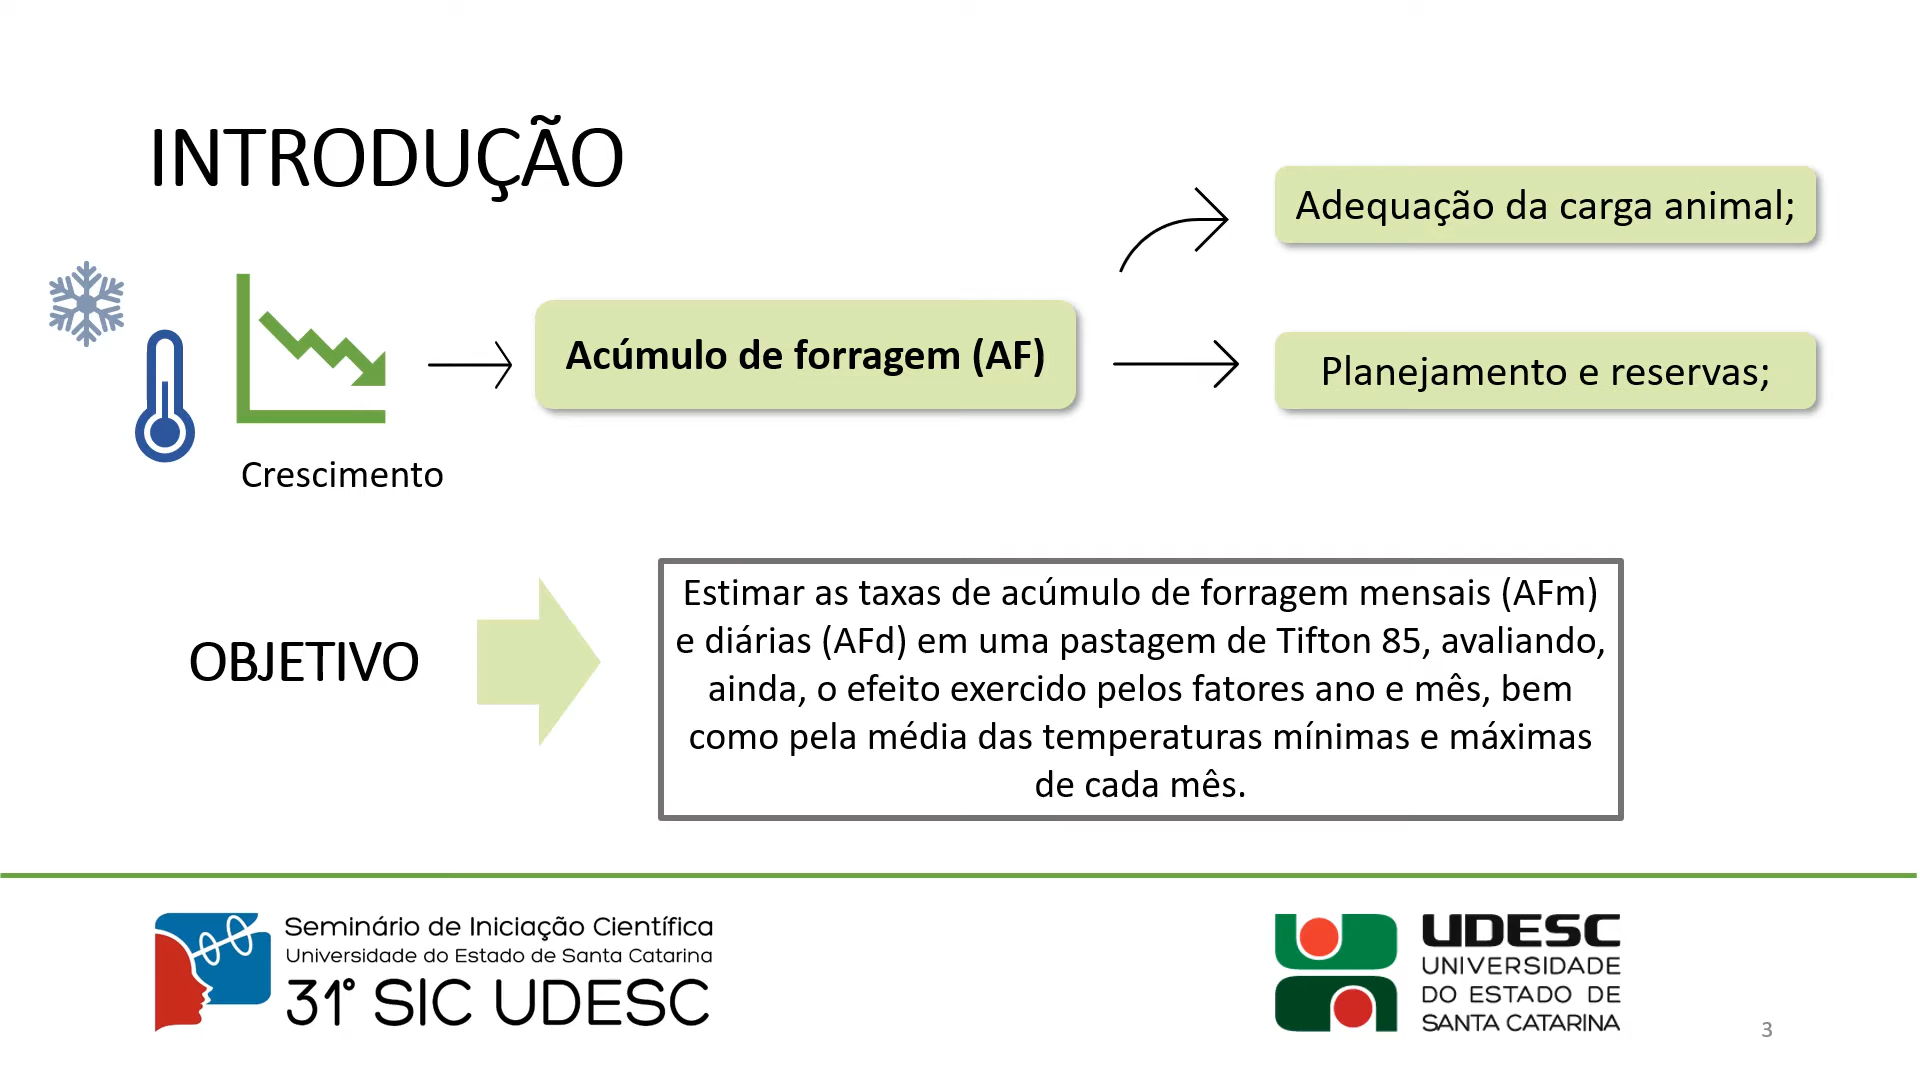 INTRODUÇÃO
Adequação da carga animal;
Acúmulo de forragem (AF)
Planejamento e reservas;
Crescimento
OBJETIVO
Estimar as taxas de acúmulo de forragem mensais (AFm)
e diárias (AFd) em uma pastagem de Tifton 85, avaliando,
ainda, o efeito exercido pelos fatores ano e mês, bem
como pela média das temperaturas mínimas e máximas
de cada mês.
Seminário de Iniciação Científica
Universidade do Estado de Santa Catarina
31° SIC UDESC
UDESC
UNIVERSIDADE
DO ESTADO DE
SANTA CATARINA
3